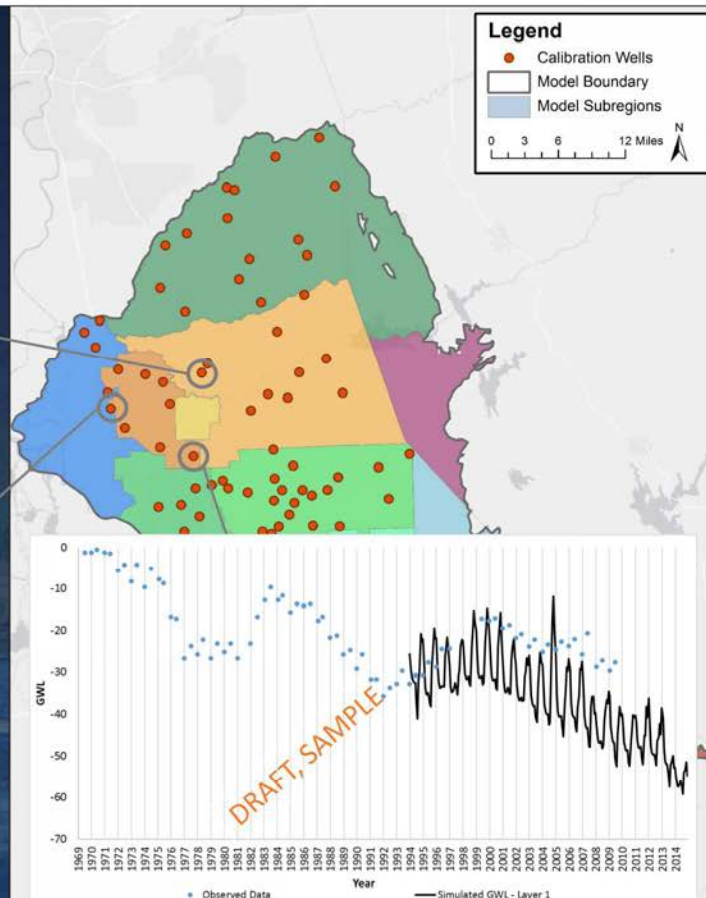 Legend
Calibration Wells
Model Boundary
Model Subregions
0 3 6 12 Miles
N
0
-10
-20
-30
-40
-50
-60
-70
GWL
DRAFT, SAMPLE
1969 1970 1971 1972 1973 1974 1975 1976 1977 1978 1979 1980 1981 1982 1983 1984 1985 1986 1987 1988 1989 1990 1991 1992 1993 1994 1995 1996 1997 1998 1999 2000 2001 2002 2003 2004 2005 2006 2007 2008 2009 2010 2011 2012 2013 2014
Year
Observed Data
Simulated GWL - Layer 1